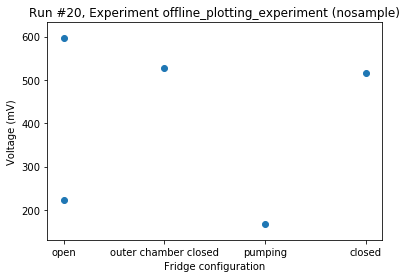 Run #20, Experiment offline_plotting_experiment (nosample)
600
500
400
300
200
Voltage (mV)
open
outer chamber closed
pumping
closed
Fridge configuration